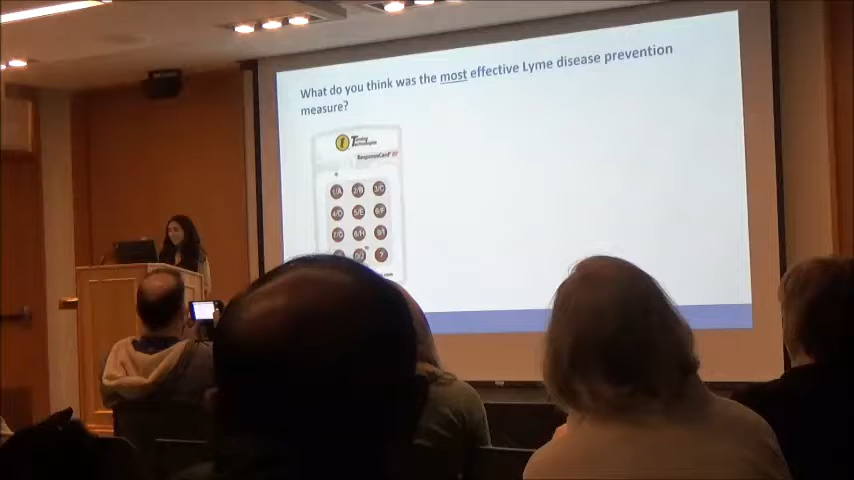 What do you think was the most effective Lyme disease prevention
measure?
Turning
Technologies
ResponseCard RF
1/A 2/B 3/C
4/D 5/E 6/F
7/G 8/H 9/I
?